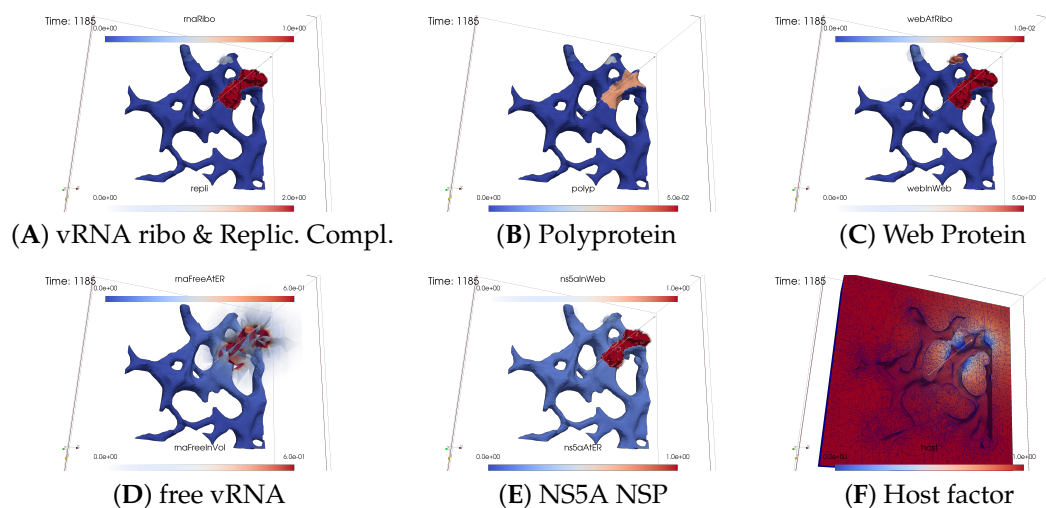 Time: 1185
rnaRibo
0.0e+00
1.0e+00
repli
0.0e+00
2.0e+00
(A) vRNA ribo & Replic. Compl.
Time: 1185
polyp
0.0e+00
5.0e-02
(B) Polyprotein
Time: 1185
webAtRibo
0.0e+00
1.0e-02
webInWeb
0.0e+00
5.0e+00
(C) Web Protein
Time: 1185
rnaFreeAtER
0.0e+00
6.0e-01
rnaFreeInVol
0.0e+00
6.0e-01
(D) free vRNA
Time: 1185
ns5aInWeb
0.0e+00
1.0e+00
ns5aAtER
0.0e+00
1.0e+00
(E) NS5A NSP
Time: 1185
host
0.0e+00
1.0e+00
(F) Host factor